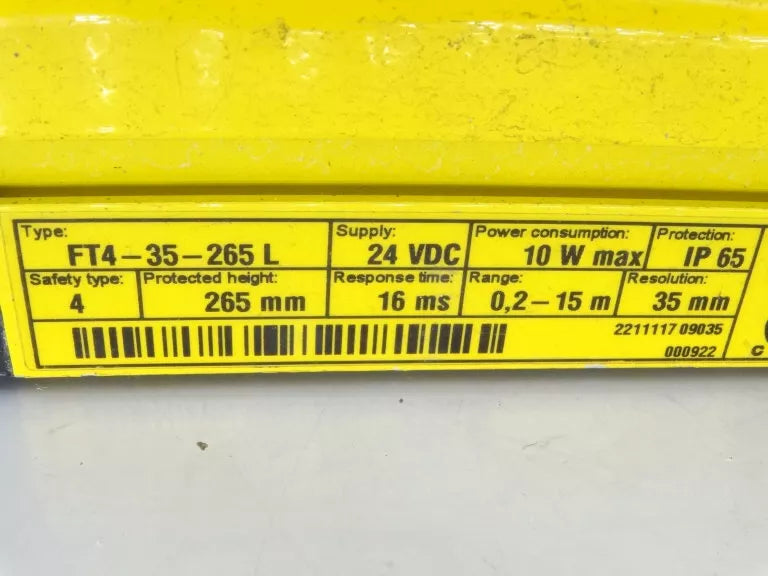 Type: Supply: Power consumption: Protection:
FT4-35-265 L 24 VDC 10 W max IP 65
Safety type: Protected height: Response time: Range: Resolution:
4 265 mm 16 ms 0,2-15 m 35 mm
2211117 09035
000922